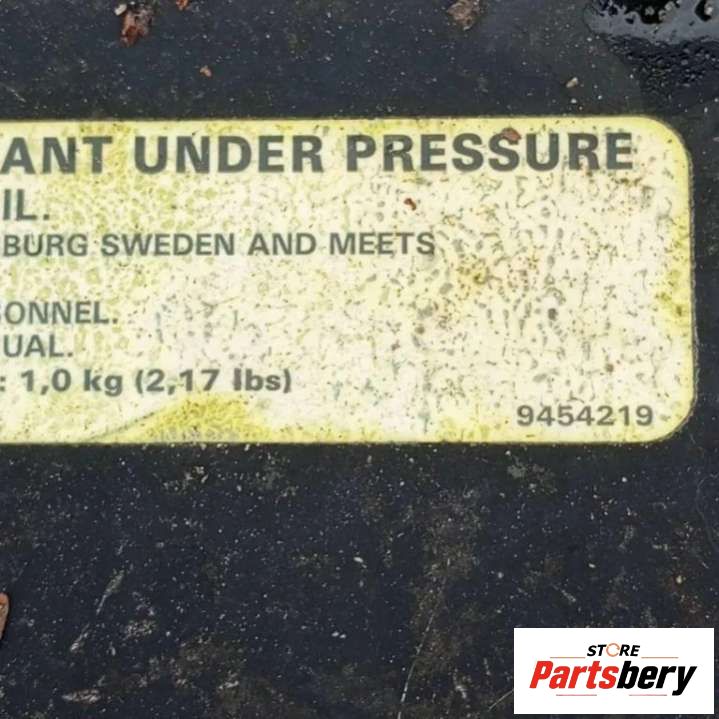 ANT UNDER PRESSURE
IL.
BURG SWEDEN AND MEETS
ONNEL.
UAL.
: 1,0 kg (2,17 lbs)
9454219
STORE
Partsbery